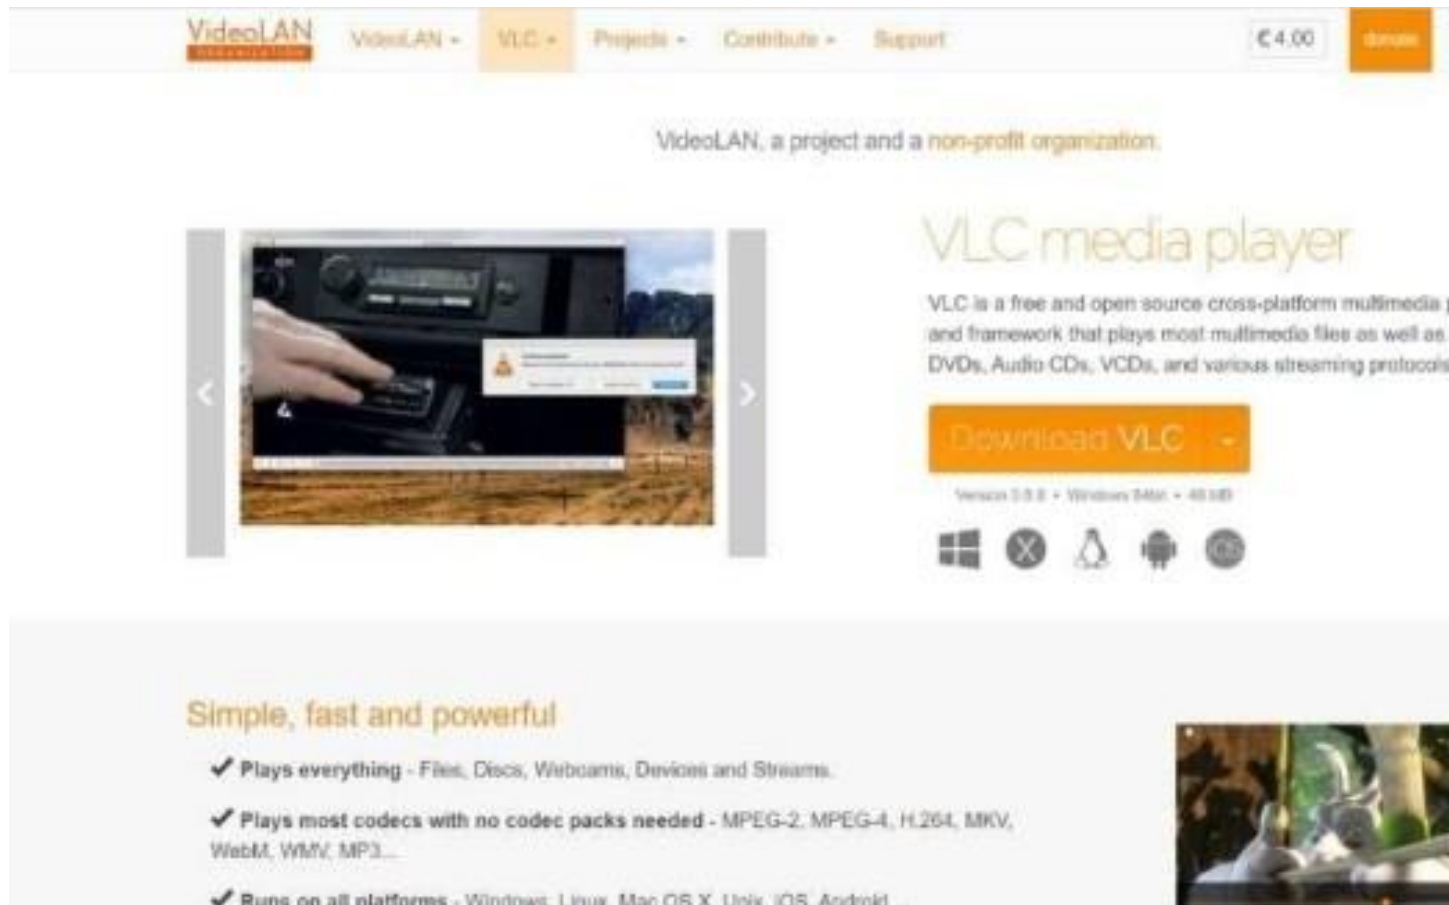 VideoLAN
ORGANIZATION
VideoLAN
VLC
Projects
Contribute
Support
€ 4.00
donate
VideoLAN, a project and a non-profit organization.
VLC media player
VLC is a free and open source cross-platform multimedia
and framework that plays most multimedia files as well as
DVDs, Audio CDs, VCDs, and various streaming protocols
Download VLC
Windows 64bit •
Simple, fast and powerful
Plays everything - Files, Discs, Webcams, Devices and Streams.
Plays most codecs with no codec packs needed - MPEG-2, MPEG-4, H.264, MKV,
WebM, WMV, MP3...
Runs on all platforms - Windows, Linux, Mac OS X, Unix, iOS, Android ...